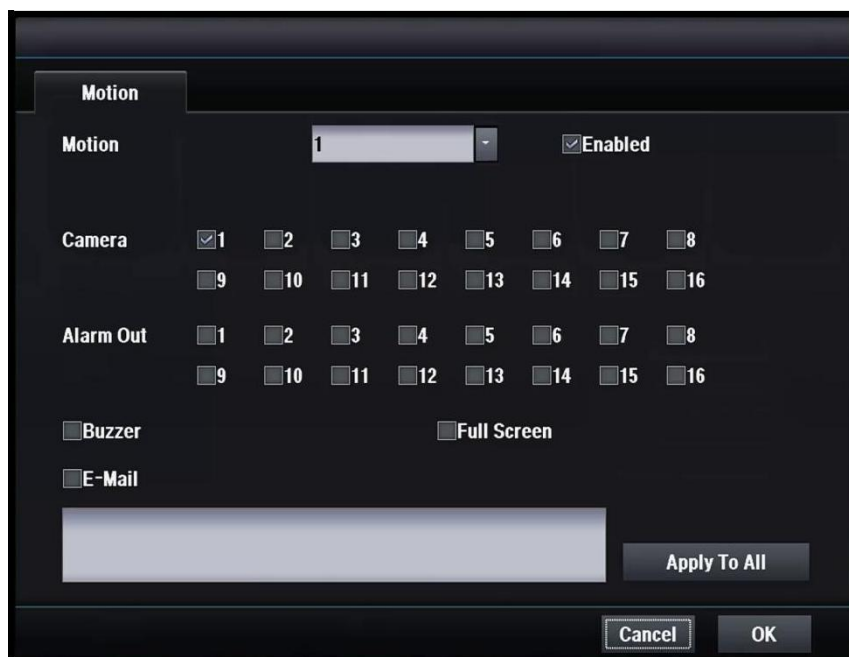 Motion
Motion 1 Enabled
Camera 1 2 3 4 5 6 7 8
9 10 11 12 13 14 15 16
Alarm Out 1 2 3 4 5 6 7 8
9 10 11 12 13 14 15 16
Buzzer Full Screen
E-Mail
Apply To All
Cancel OK